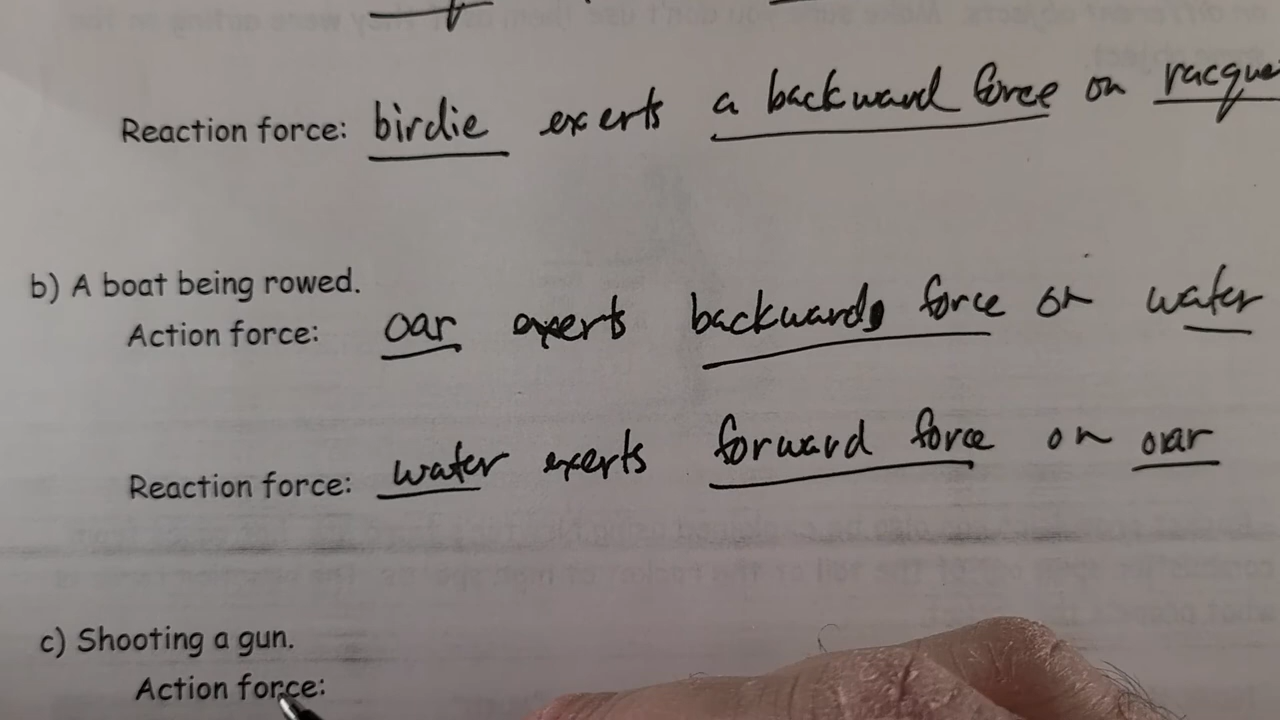 Reaction force: birdie exerts a backward force on
b) A boat being rowed.
Action force: oar exerts backwards force on water
Reaction force: water exerts forward force on oar
c) Shooting a gun.
Action force: